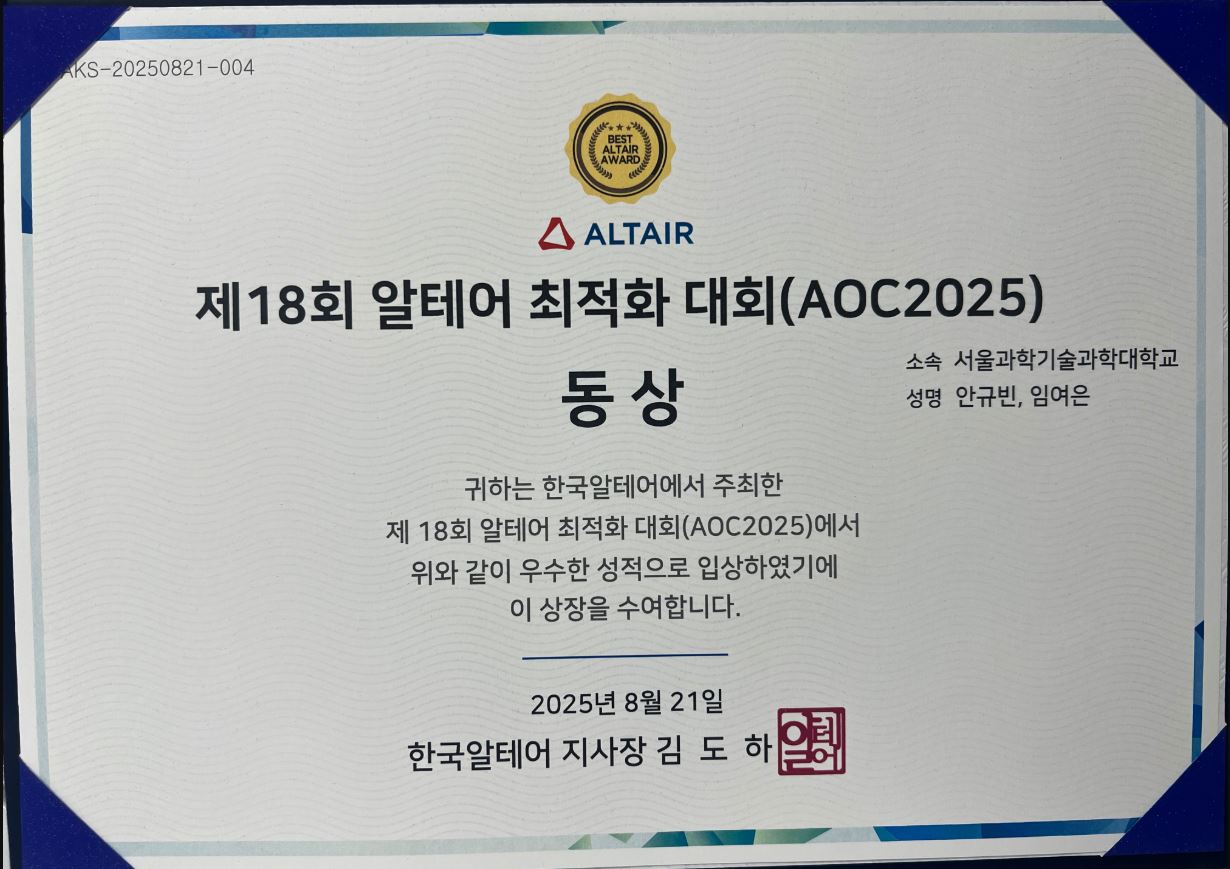 AKS-20250821-004
BEST
ALTAIR
AWARD
ALTAIR
제18회 알테어 최적화 대회(AOC2025)
동 상
소속 서울과학기술과학대학교
성명 안규빈, 임여은
귀하는 한국알테어에서 주최한
제 18회 알테어 최적화 대회(AOC2025)에서
위와 같이 우수한 성적으로 입상하였기에
이 상장을 수여합니다.
2025년 8월 21일
한국알테어 지사장 김 도 하
알테어